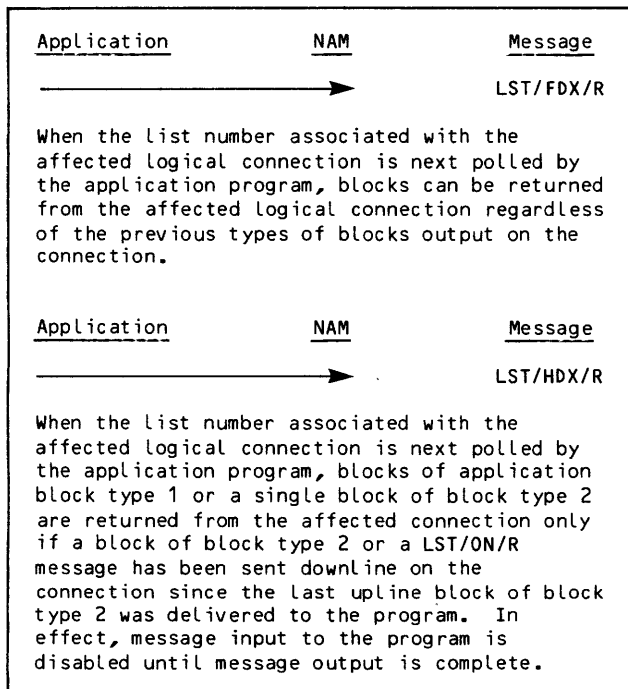 Application NAM Message
LST/FDX/R
When the list number associated with the
affected logical connection is next polled by
the application program, blocks can be returned
from the affected logical connection regardless
of the previous types of blocks output on the
connection.
Application NAM Message
LST/HDX/R
When the list number associated with the
affected logical connection is next polled by
the application program, blocks of application
block type 1 or a single block of block type 2
are returned from the affected connection only
if a block of block type 2 or a LST/ON/R
message has been sent downline on the
connection since the last upline block of block
type 2 was delivered to the program. In
effect, message input to the program is
disabled until message output is complete.